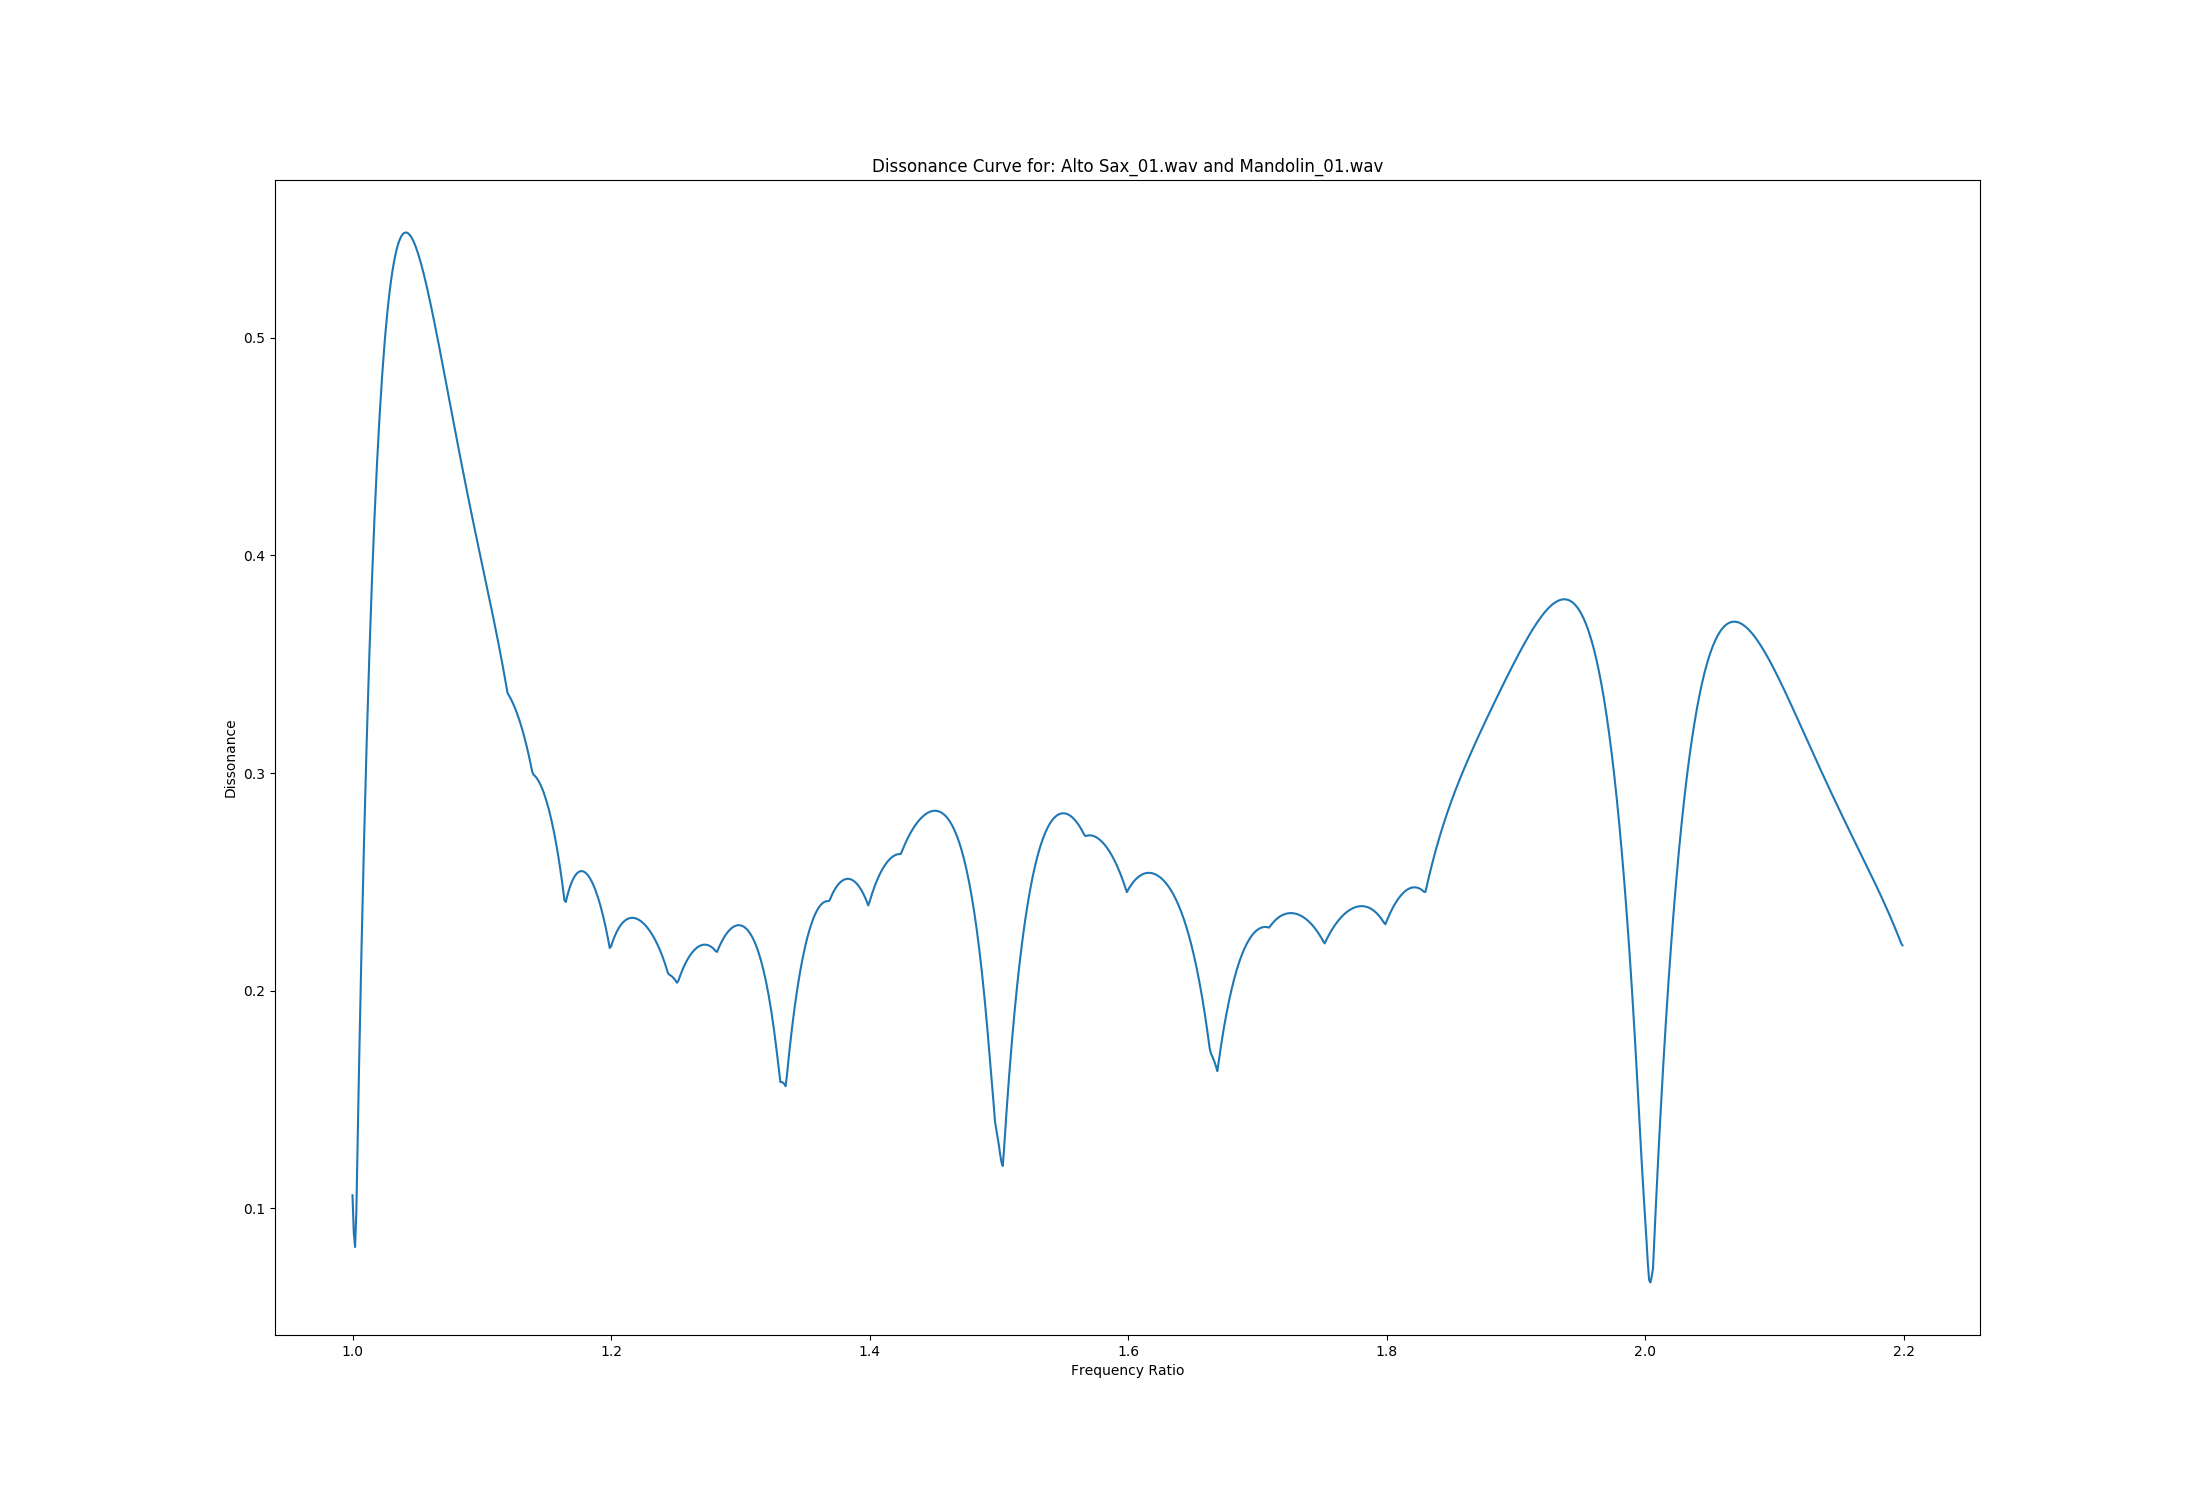 Dissonance Curve for: Alto Sax_01.wav and Mandolin_01.wav
0.5
0.4
0.3
0.2
0.1
Dissonance
1.0 1.2 1.4 1.6 1.8 2.0 2.2
Frequency Ratio